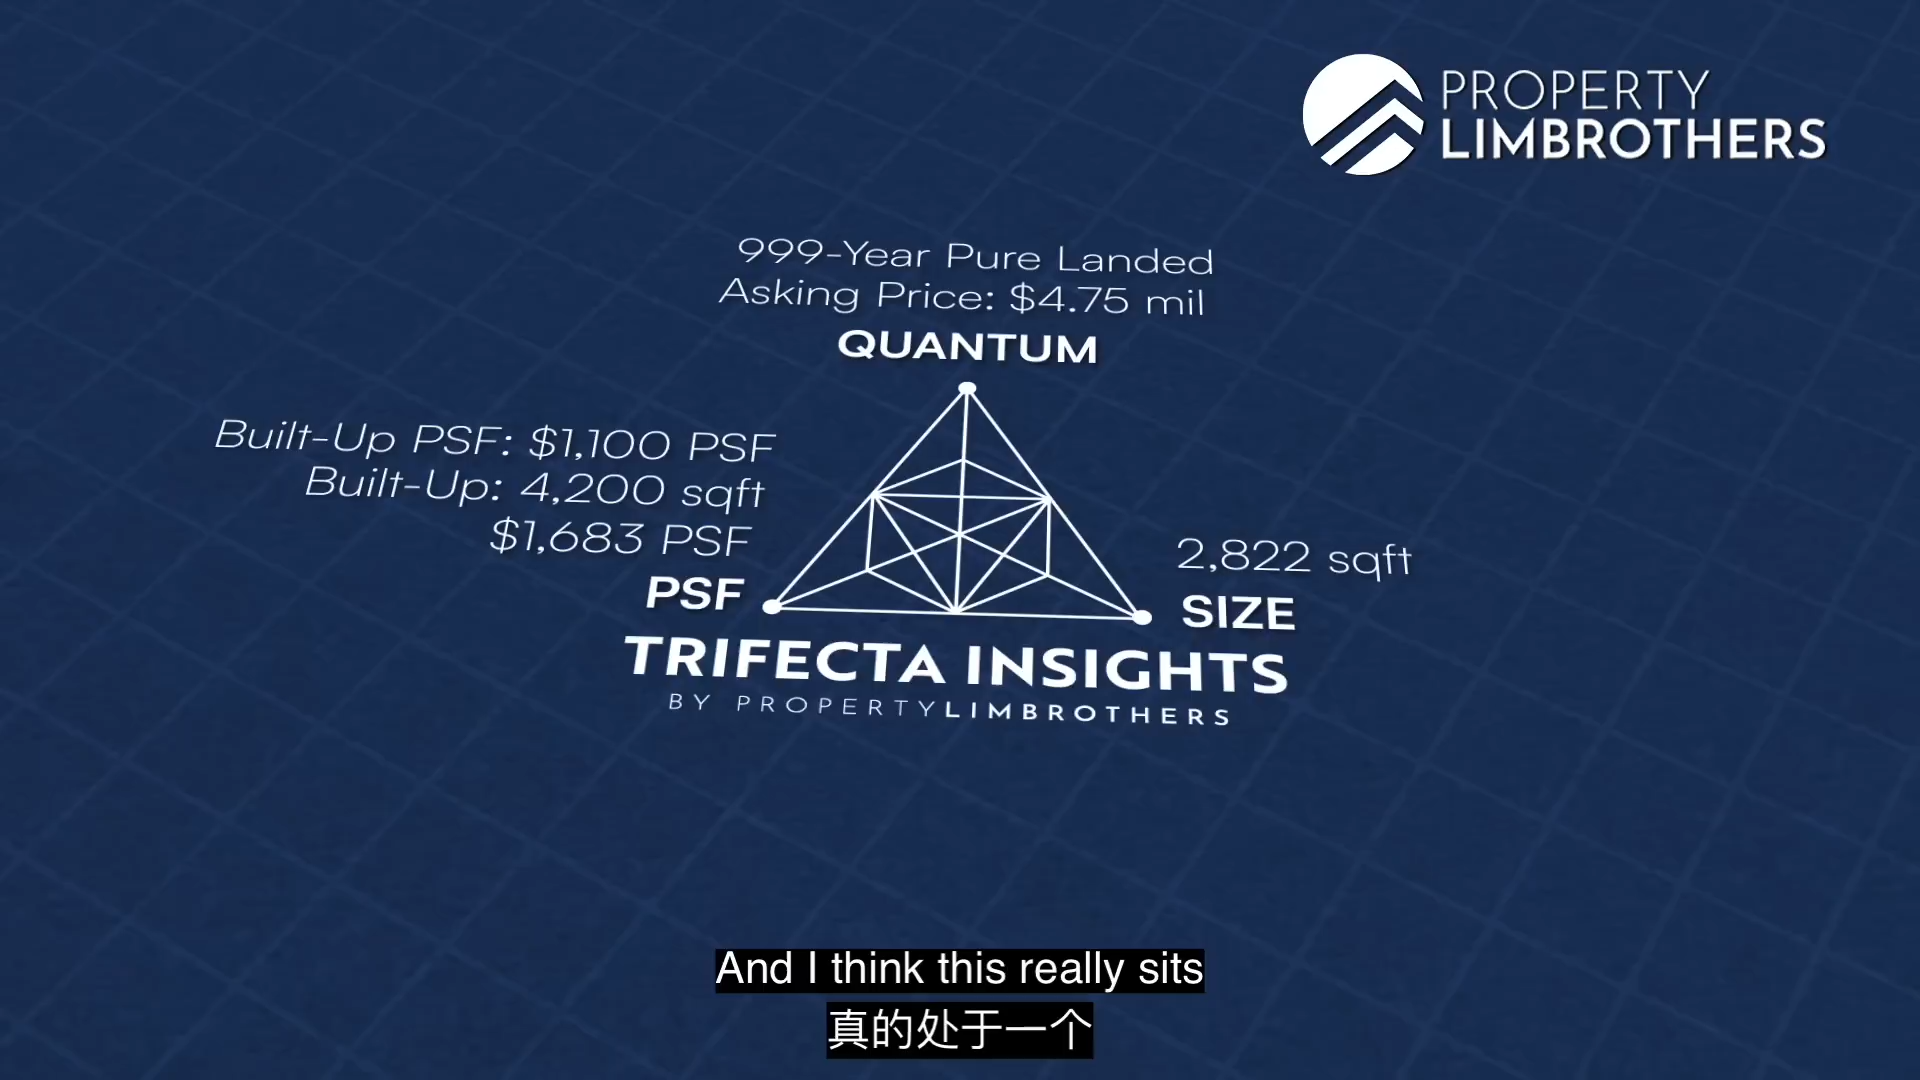 PROPERTY
LIMBROTHERS
999-Year Pure Landed
Asking Price: $4.75 mil
QUANTUM
Built-Up PSF: $1,100 PSF
Built-Up: 4,200 sqft
$1,683 PSF
PSF
2,822 sqft
SIZE
TRIFECTA INSIGHTS
BY PROPERTYLIMBROTHERS
And I think this really sits
真的处于一个